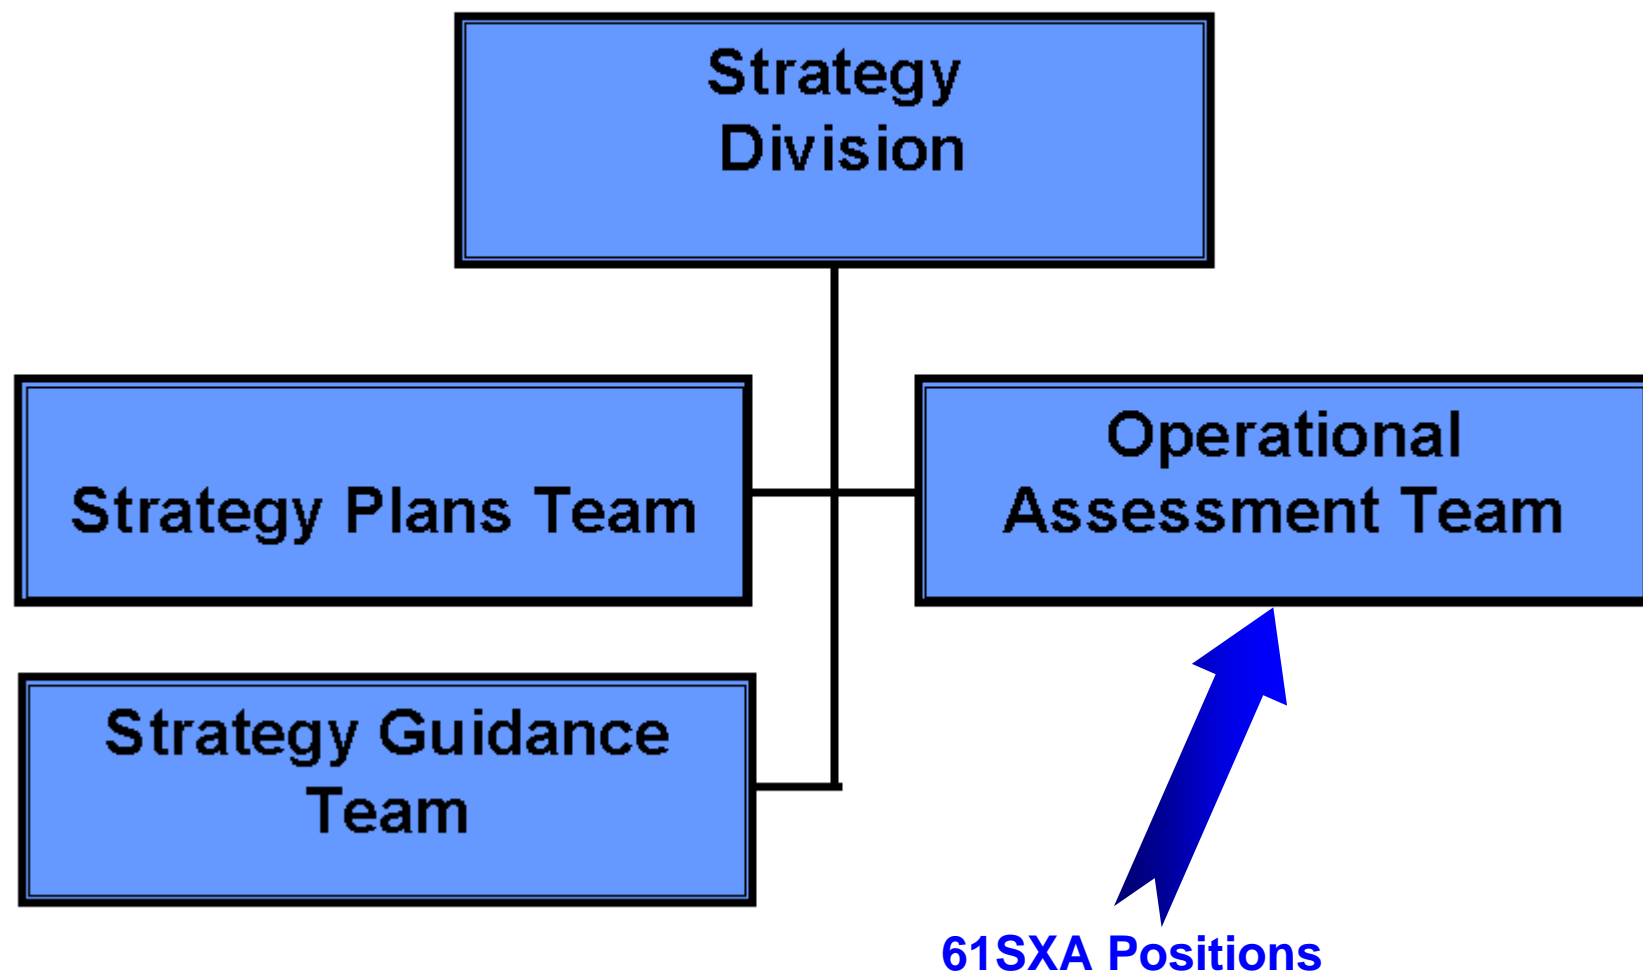 Strategy
Division
Strategy Plans Team
Operational
Assessment Team
Strategy Guidance
Team
61SXA Positions